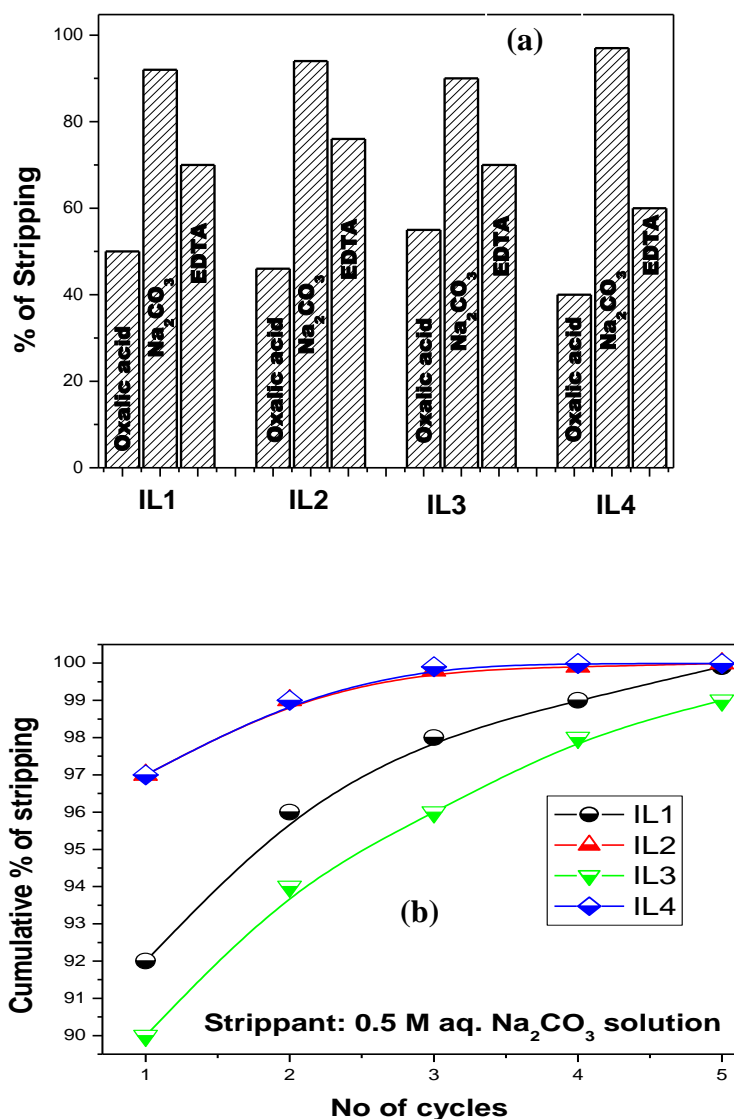 (a)
% of Stripping
100
80
60
40
20
0
Oxalic acid
Na₂CO₃
EDTA
Oxalic acid
Na₂CO₃
EDTA
Oxalic acid
Na₂CO₃
EDTA
Oxalic acid
Na₂CO₃
EDTA
IL1 IL2 IL3 IL4
Cumulative % of stripping
100
99
98
97
96
95
94
93
92
91
90
IL1
IL2
IL3
IL4
(b)
Strippant: 0.5 M aq. Na₂CO₃ solution
1 2 3 4 5
No of cycles